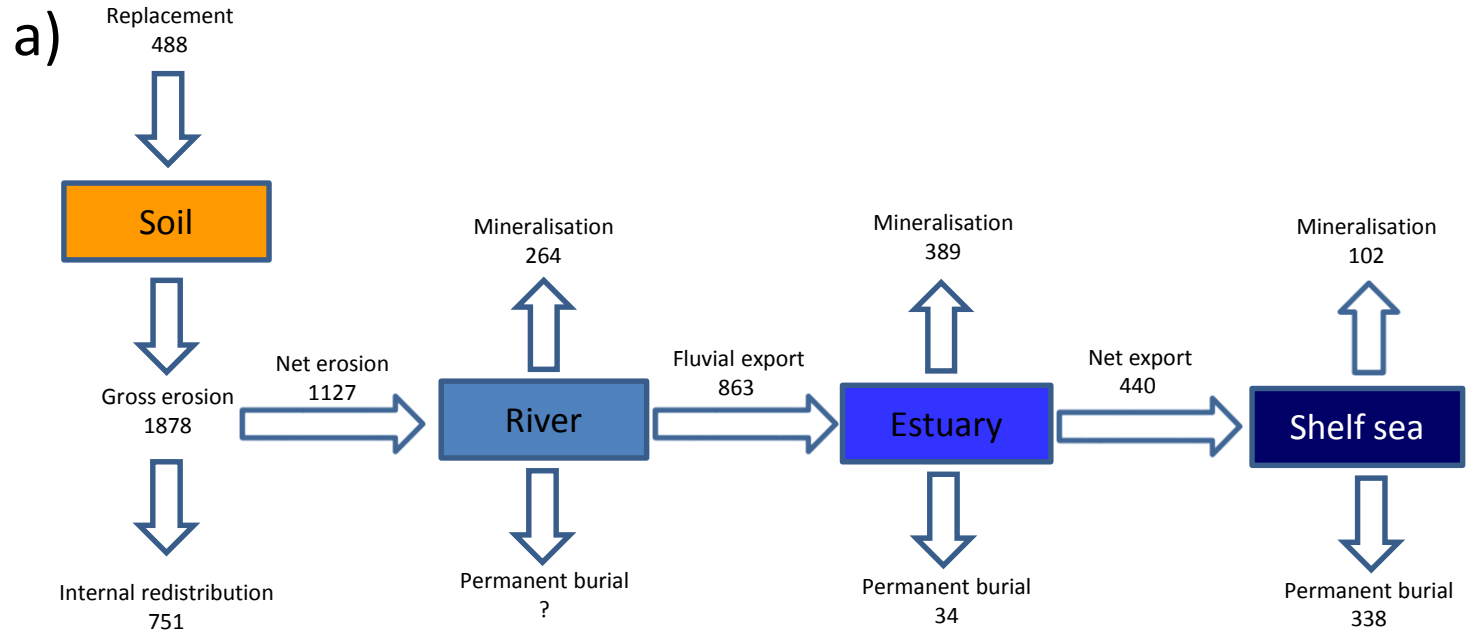 a)
Replacement
488
Soil
Gross erosion
1878
Internal redistribution
751
Net erosion
1127
Mineralisation
264
River
Permanent burial
?
Fluvial export
863
Mineralisation
389
Estuary
Permanent burial
34
Net export
440
Mineralisation
102
Shelf sea
Permanent burial
338